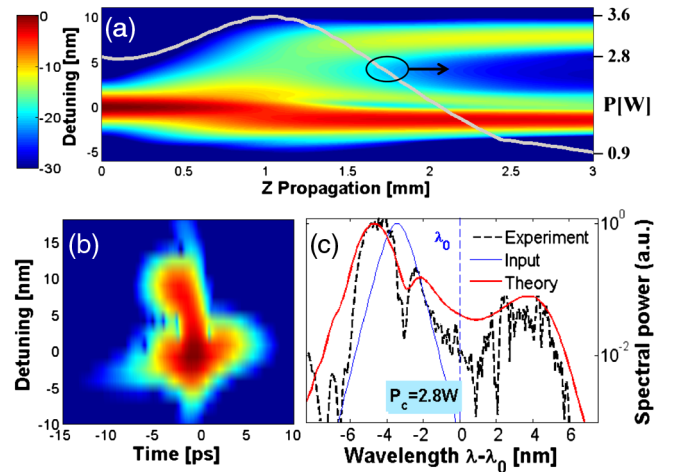 (a)
0
-10
-20
-30
Detuning [nm]
10
5
0
-5
3.6
2.8
P[W]
0.9
0 0.5 1 1.5 2 2.5 3
Z Propagation [mm]
(b)
Detuning [nm]
15
10
5
0
-5
-10
-15 -10 -5 0 5 10
Time [ps]
(c)
λ₀
Experiment
Input
Theory
P_c=2.8W
10⁰
10⁻²
Spectral power (a.u.)
-6 -4 -2 0 2 4 6
Wavelength λ-λ₀ [nm]